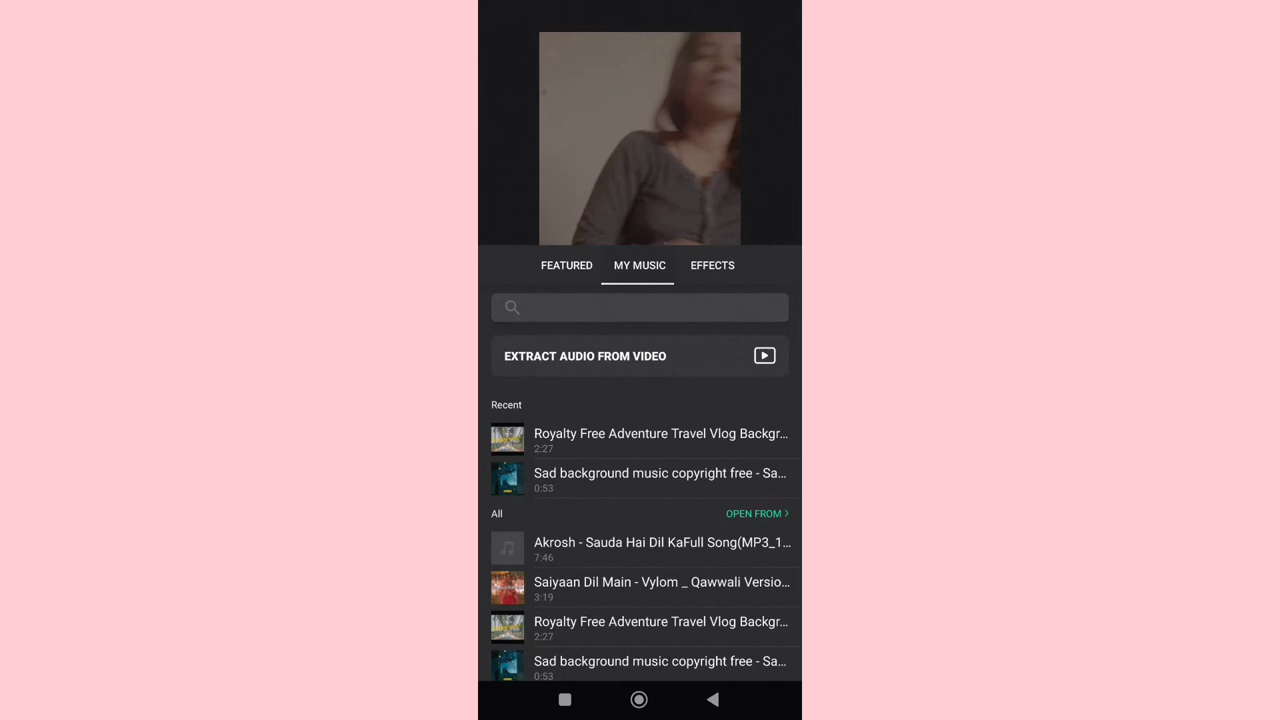 FEATURED MY MUSIC EFFECTS
EXTRACT AUDIO FROM VIDEO
Recent
Royalty Free Adventure Travel Vlog Backgr...
2:27
Sad background music copyright free - Sa...
0:53
All OPEN FROM >
Akrosh - Sauda Hai Dil KaFull Song(MP3_1...
7:46
Saiyaan Dil Main - Vylom _ Qawwali Versio...
3:19
Royalty Free Adventure Travel Vlog Backgr...
2:27
Sad background music copyright free - Sa...
0:53